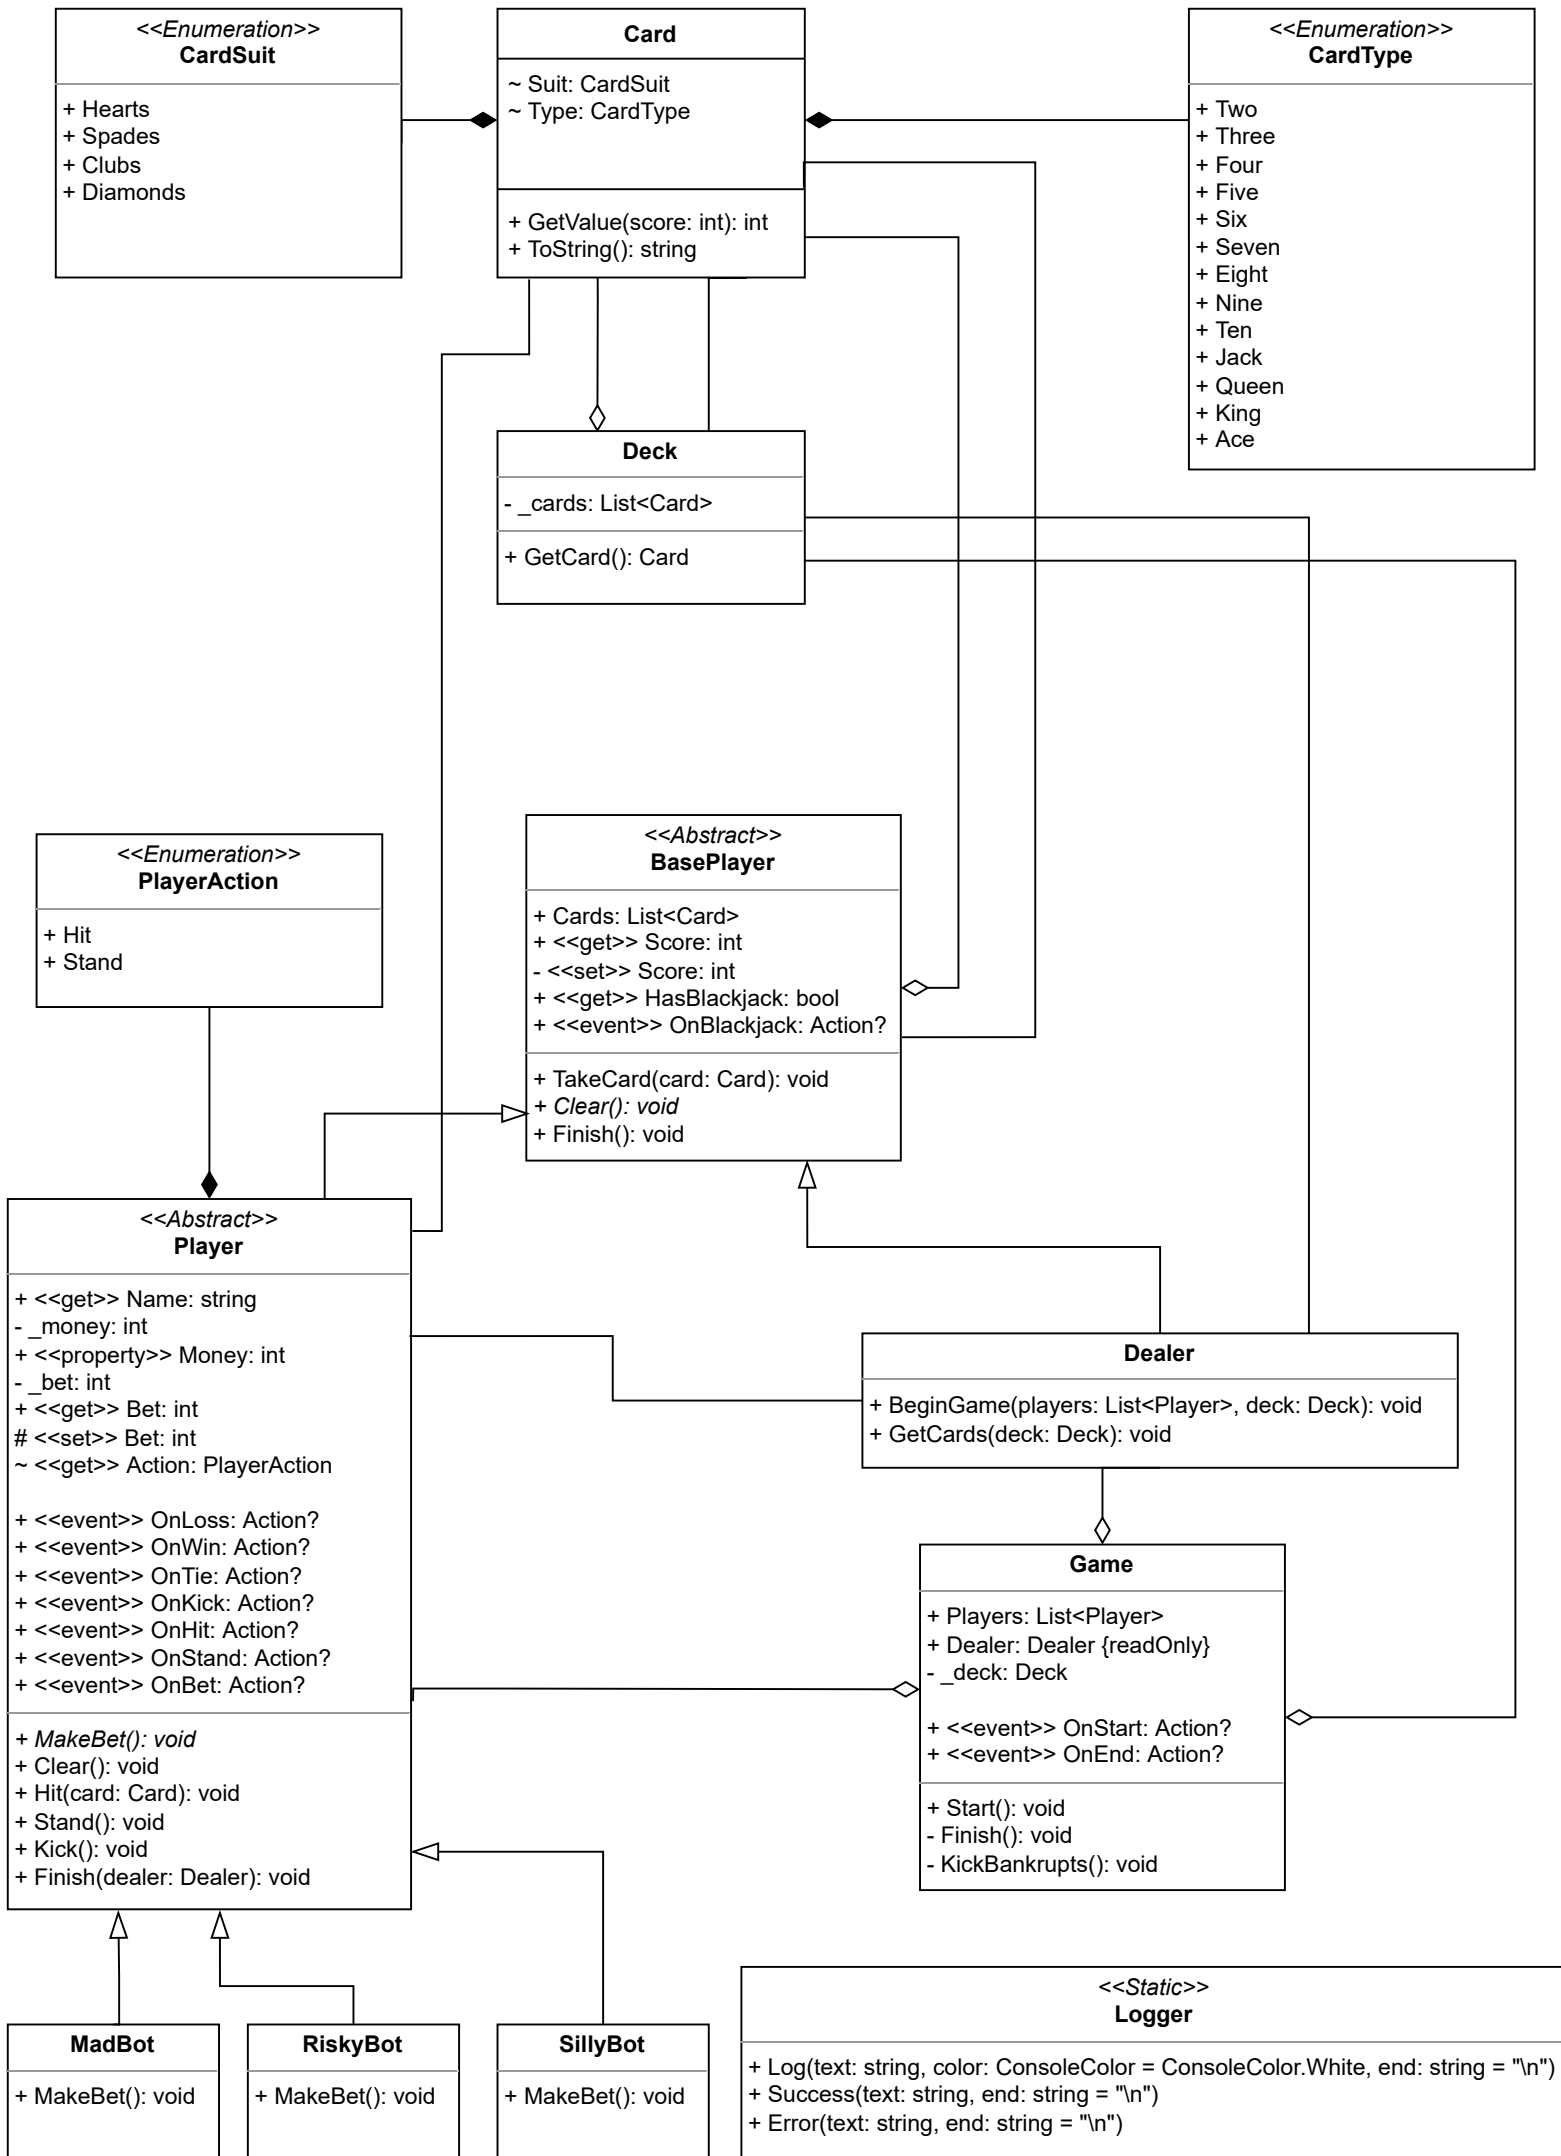 <<Enumeration>>
CardSuit
+ Hearts
+ Spades
+ Clubs
+ Diamonds
Card
~ Suit: CardSuit
~ Type: CardType
+ GetValue(score: int): int
+ ToString(): string
<<Enumeration>>
CardType
+ Two
+ Three
+ Four
+ Five
+ Six
+ Seven
+ Eight
+ Nine
+ Ten
+ Jack
+ Queen
+ King
+ Ace
Deck
- _cards: List<Card>
+ GetCard(): Card
<<Enumeration>>
PlayerAction
+ Hit
+ Stand
<<Abstract>>
BasePlayer
+ Cards: List<Card>
+ <<get>> Score: int
- <<set>> Score: int
+ <<get>> HasBlackjack: bool
+ <<event>> OnBlackjack: Action?
+ TakeCard(card: Card): void
+ Clear(): void
+ Finish(): void
<<Abstract>>
Player
+ <<get>> Name: string
- _money: int
+ <<property>> Money: int
- _bet: int
+ <<get>> Bet: int
# <<set>> Bet: int
~ <<get>> Action: PlayerAction
+ <<event>> OnLoss: Action?
+ <<event>> OnWin: Action?
+ <<event>> OnTie: Action?
+ <<event>> OnKick: Action?
+ <<event>> OnHit: Action?
+ <<event>> OnStand: Action?
+ <<event>> OnBet: Action?
+ MakeBet(): void
+ Clear(): void
+ Hit(card: Card): void
+ Stand(): void
+ Kick(): void
+ Finish(dealer: Dealer): void
Dealer
+ BeginGame(players: List<Player>, deck: Deck): void
+ GetCards(deck: Deck): void
Game
+ Players: List<Player>
+ Dealer: Dealer {readOnly}
- _deck: Deck
+ <<event>> OnStart: Action?
+ <<event>> OnEnd: Action?
+ Start(): void
- Finish(): void
- KickBankrupts(): void
MadBot
+ MakeBet(): void
RiskyBot
+ MakeBet(): void
SillyBot
+ MakeBet(): void
<<Static>>
Logger
+ Log(text: string, color: ConsoleColor = ConsoleColor.White, end: string = "\n")
+ Success(text: string, end: string = "\n")
+ Error(text: string, end: string = "\n")